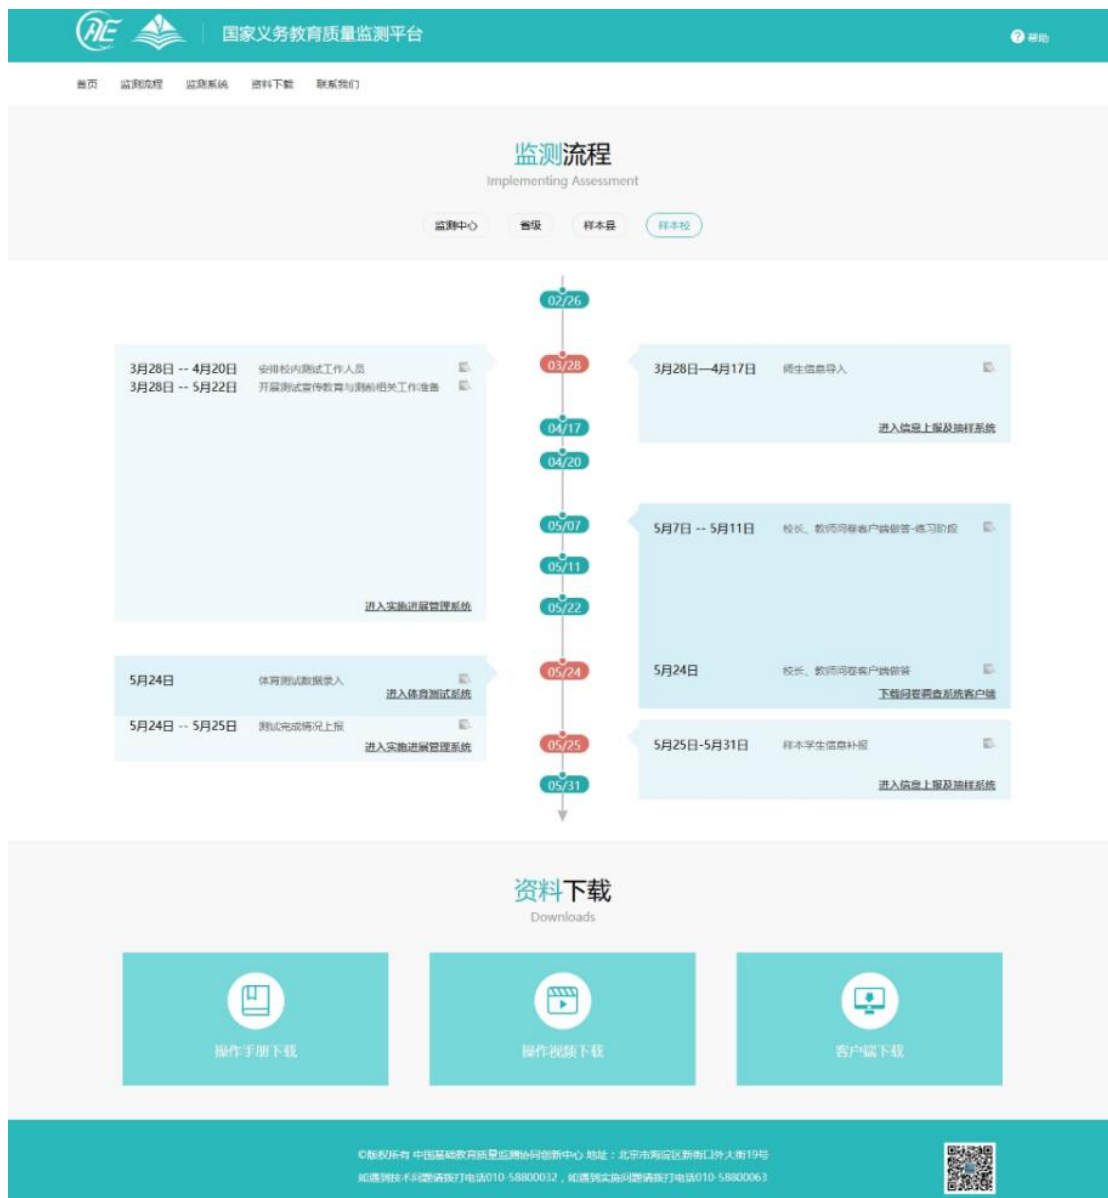 国家义务教育质量监测平台
帮助
首页 监测流程 监测系统 资料下载 联系我们
监测流程
Implementing Assessment
监测中心 省级 样本县 样本校
02/26
3月28日 -- 4月20日 安排校内测试工作人员
3月28日 -- 5月22日 开展测试宣传教育与测前相关工作准备
进入实施进展管理系统
03/28
3月28日—4月17日 师生信息导入
进入信息上报及抽样系统
04/17
04/20
05/07
5月7日 -- 5月11日 校长、教师问卷客户端做答-练习阶段
05/11
05/22
5月24日 体育测试数据录入
进入体育测试系统
05/24
5月24日 校长、教师问卷客户端做答
下载问卷调查系统客户端
5月24日 -- 5月25日 测试完成情况上报
进入实施进展管理系统
05/25
5月25日-5月31日 样本学生信息补报
进入信息上报及抽样系统
05/31
资料下载
Downloads
操作手册下载
操作视频下载
客户端下载
©版权所有 中国基础教育质量监测协同创新中心 地址：北京市海淀区新街口外大街19号
如遇到技术问题请拨打电话010-58800032，如遇到实施问题请拨打电话010-58800063